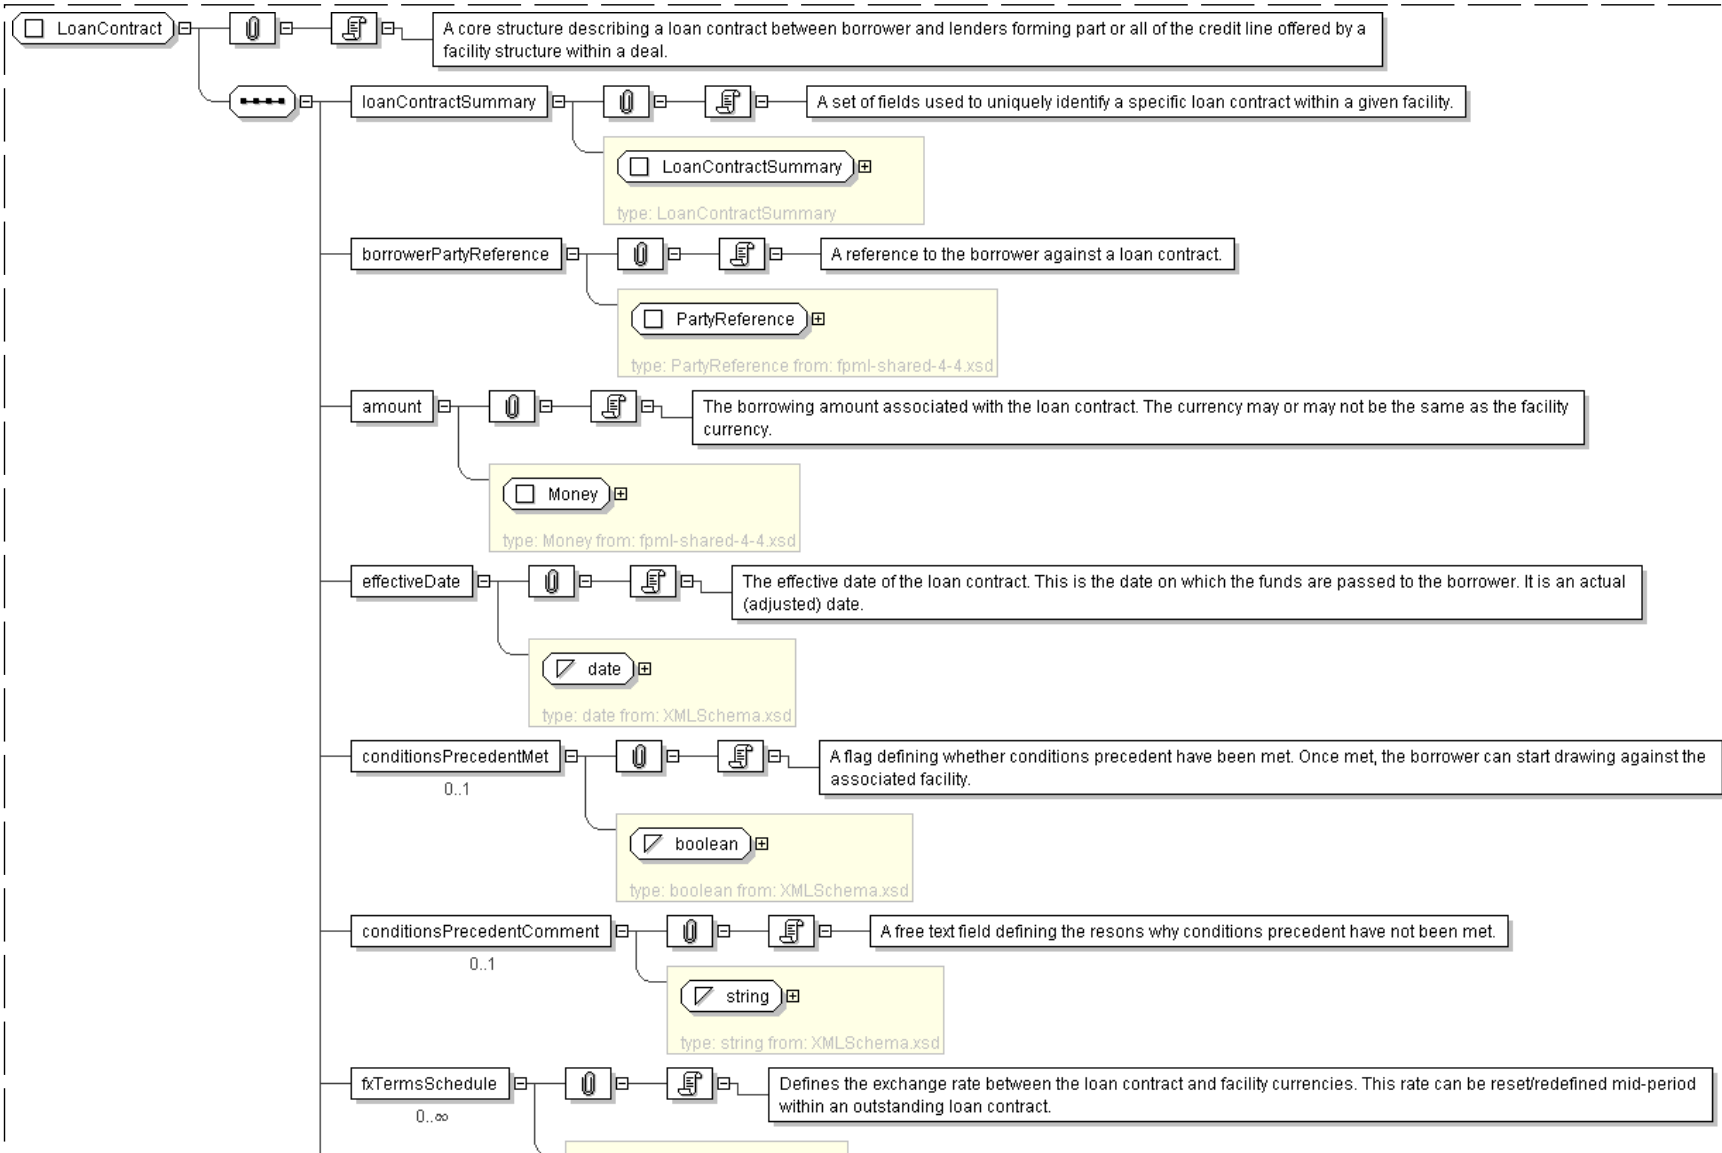 LoanContract
A core structure describing a loan contract between borrower and lenders forming part or all of the credit line offered by a
facility structure within a deal.
loanContractSummary
A set of fields used to uniquely identify a specific loan contract within a given facility.
LoanContractSummary
type: LoanContractSummary
borrowerPartyReference
A reference to the borrower against a loan contract.
PartyReference
type: PartyReference from: fpml-shared-4-4.xsd
amount
The borrowing amount associated with the loan contract. The currency may or may not be the same as the facility
currency.
Money
type: Money from: fpml-shared-4-4.xsd
effectiveDate
The effective date of the loan contract. This is the date on which the funds are passed to the borrower. It is an actual
(adjusted) date.
date
type: date from: XMLSchema.xsd
conditionsPrecedentMet
0..1
A flag defining whether conditions precedent have been met. Once met, the borrower can start drawing against the
associated facility.
boolean
type: boolean from: XMLSchema.xsd
conditionsPrecedentComment
0..1
A free text field defining the resons why conditions precedent have not been met.
string
type: string from: XMLSchema.xsd
fxTermsSchedule
0..∞
Defines the exchange rate between the loan contract and facility currencies. This rate can be reset/redefined mid-period
within an outstanding loan contract.